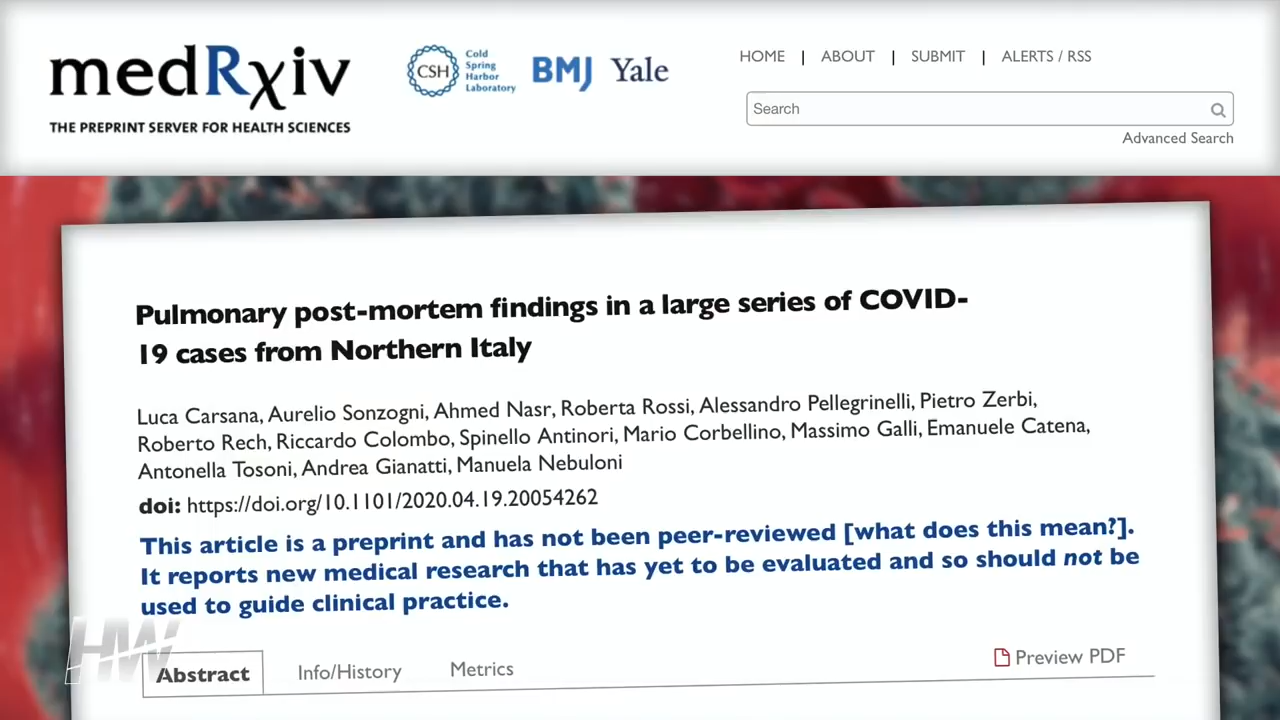 medRxiv
THE PREPRINT SERVER FOR HEALTH SCIENCES
CSH
Cold
Spring
Harbor
Laboratory
BMJ
Yale
HOME | ABOUT | SUBMIT | ALERTS / RSS
Search
Advanced Search
Pulmonary post-mortem findings in a large series of COVID-
19 cases from Northern Italy
Luca Carsana, Aurelio Sonzogni, Ahmed Nasr, Roberta Rossi, Alessandro Pellegrinelli, Pietro Zerbi,
Roberto Rech, Riccardo Colombo, Spinello Antinori, Mario Corbellino, Massimo Galli, Emanuele Catena,
Antonella Tosoni, Andrea Gianatti, Manuela Nebuloni
doi: https://doi.org/10.1101/2020.04.19.20054262
This article is a preprint and has not been peer-reviewed [what does this mean?].
It reports new medical research that has yet to be evaluated and so should not be
used to guide clinical practice.
HW
Abstract
Info/History
Metrics
Preview PDF